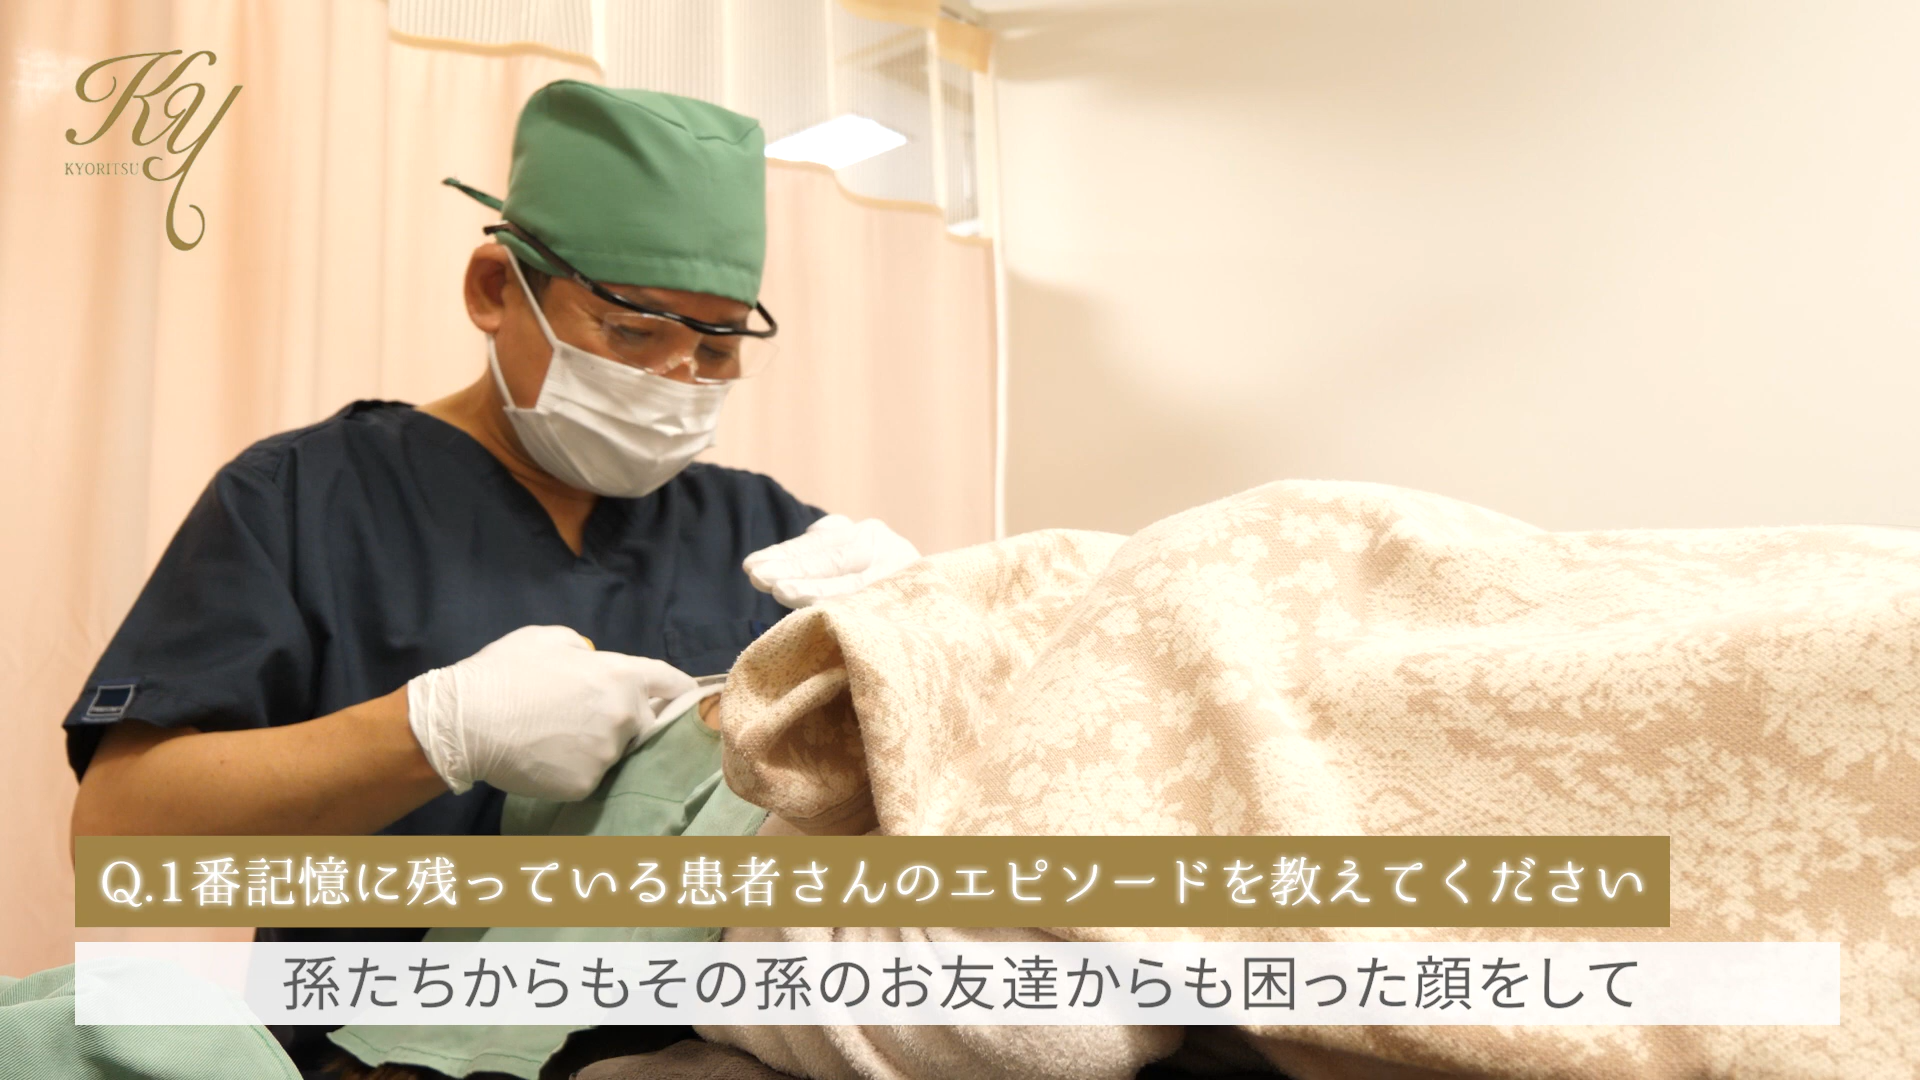 KY
KYORITSU
Q.1番記憶に残っている患者さんのエピソードを教えてください
孫たちからもその孫のお友達からも困った顔をして